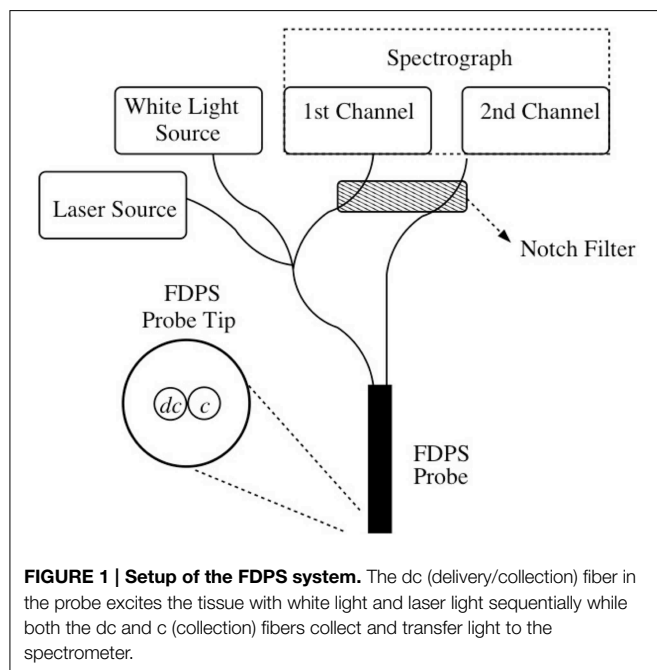 Spectrograph
White Light
Source
1st Channel
2nd Channel
Laser Source
Notch Filter
FDPS
Probe Tip
dc c
FDPS
Probe
FIGURE 1 | Setup of the FDPS system. The dc (delivery/collection) fiber in
the probe excites the tissue with white light and laser light sequentially while
both the dc and c (collection) fibers collect and transfer light to the
spectrometer.